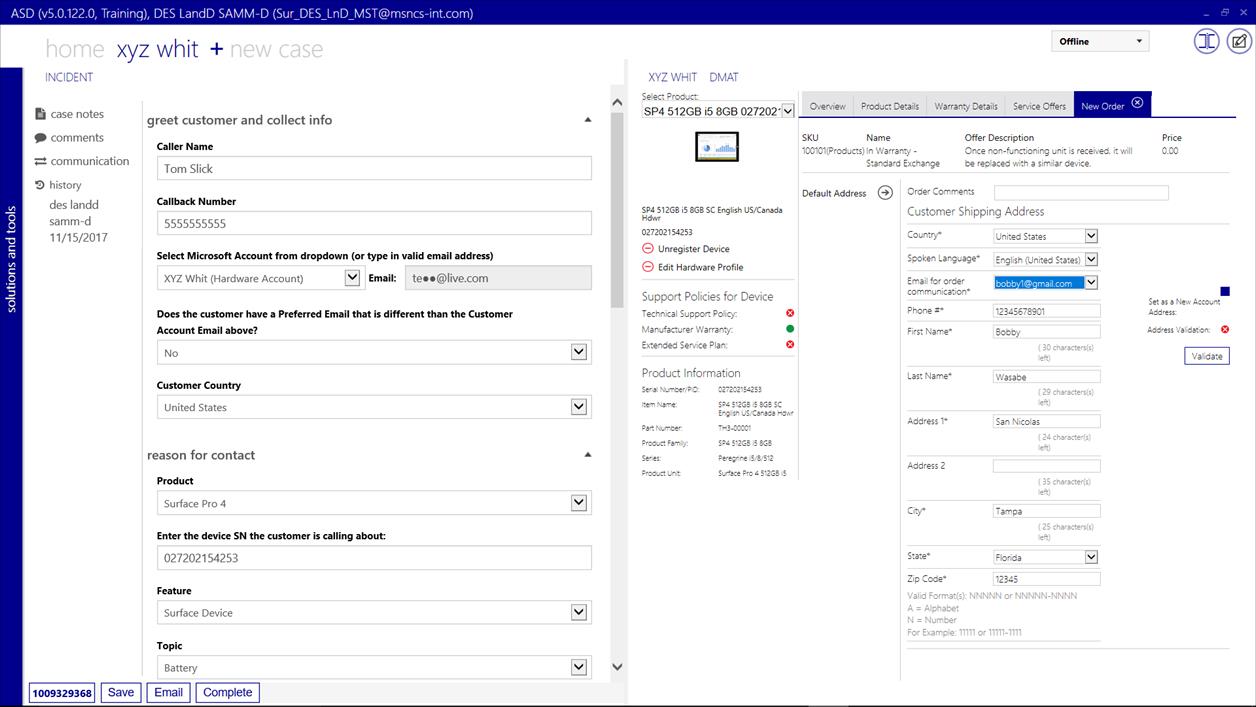 ASD (v5.0.122.0, Training), DES LandD SAMM-D (Sur_DES_LnD_MST@msncs-int.com)
home xyz whit + new case
Offline
INCIDENT
case notes
comments
communication
history
des landd
samm-d
11/15/2017
solutions and tools
greet customer and collect info
Caller Name
Tom Slick
Callback Number
5555555555
Select Microsoft Account from dropdown (or type in valid email address)
XYZ Whit (Hardware Account) Email: te●●@live.com
Does the customer have a Preferred Email that is different than the Customer
Account Email above?
No
Customer Country
United States
reason for contact
Product
Surface Pro 4
Enter the device SN the customer is calling about:
027202154253
Feature
Surface Device
Topic
Battery
1009329368 Save Email Complete
XYZ WHIT DMAT
Select Product:
SP4 512GB i5 8GB 027202
SP4 512GB i5 8GB SC English US/Canada
Hdwr
027202154253
Unregister Device
Edit Hardware Profile
Support Policies for Device
Technical Support Policy:
Manufacturer Warranty:
Extended Service Plan:
Product Information
Serial Number/PID: 027202154253
Item Name: SP4 512GB i5 8GB SC
English US/Canada Hdwr
Part Number: TH3-00001
Product Family: SP4 512GB i5 8GB
Series: Peregrine i5/8/512
Product Unit: Surface Pro 4 512GB i5
Overview Product Details Warranty Details Service Offers New Order
SKU Name Offer Description Price
100101(Products) In Warranty - Once non-functioning unit is received, it will 0.00
Standard Exchange be replaced with a similar device.
Default Address
Order Comments
Customer Shipping Address
Country* United States
Spoken Language* English (United States)
Email for order
communication* bobby1@gmail.com
Phone #* 12345678901
First Name* Bobby
( 30 characters(s)
left)
Last Name* Wasabe
( 29 characters(s)
left)
Address 1* San Nicolas
( 24 character(s)
left)
Address 2
( 35 character(s)
left)
City* Tampa
( 25 character(s)
left)
State* Florida
Zip Code* 12345
Valid Format(s): NNNNN or NNNNN-NNNN
A = Alphabet
N = Number
For Example: 11111 or 11111-1111
Set as a New Account
Address:
Address Validation:
Validate